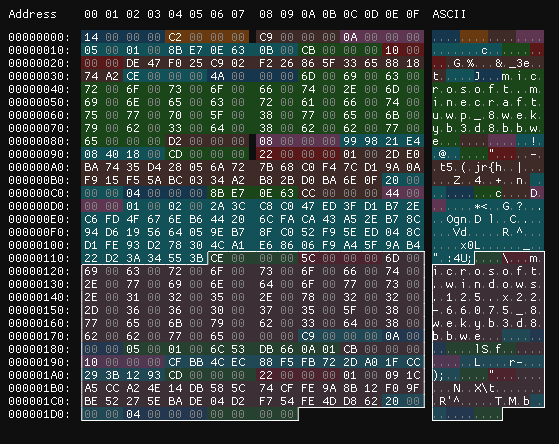 Address 00 01 02 03 04 05 06 07 08 09 0A 0B 0C 0D 0E 0F ASCII
00000000: 14 00 00 00 C2 00 00 00 C9 00 00 00 0A 00 00 00 ................
00000010: 05 00 01 00 8B E7 0E 63 0B 00 CB 00 00 00 10 00 .......c........
00000020: 00 00 DE 47 F0 25 C9 02 F2 26 86 5F 33 65 88 18 ...G.%...&._3e..
00000030: 74 A2 CE 00 00 00 4A 00 00 00 6D 00 69 00 63 00 t.....J...m.i.c.
00000040: 72 00 6F 00 73 00 6F 00 66 00 74 00 2E 00 6D 00 r.o.s.o.f.t...m.
00000050: 69 00 6E 00 65 00 63 00 72 00 61 00 66 00 74 00 i.n.e.c.r.a.f.t.
00000060: 75 00 77 00 70 00 5F 00 38 00 77 00 65 00 6B 00 u.w.p._.8.w.e.k.
00000070: 79 00 62 00 33 00 64 00 38 00 62 00 62 00 77 00 y.b.3.d.8.b.b.w.
00000080: 65 00 00 00 D2 00 00 00 08 00 00 00 99 98 21 E4 e.............!.
00000090: 08 40 18 00 CD 00 00 00 22 00 00 00 01 00 2D E0 .@......".....-.
000000A0: BA 74 35 D4 28 05 6A 72 7B 68 C0 F4 7C D1 9A 0A .t5.(.jr{h..|...
000000B0: F9 15 F5 5A BC 03 34 A2 2B B2 D0 BA 6E 0F 20 00 ...Z..4.+...n. .
000000C0: 00 00 04 00 00 00 8B E7 0E 63 CC 00 00 00 44 00 .........c....D.
000000D0: 00 00 01 00 02 00 2A 3C C8 C0 47 ED 3F D1 B7 2E ......*<..G.?...
000000E0: C6 FD 4F 67 6E B6 44 20 6C FA CA 43 A5 2E B7 8C ..Ogn.D l..C....
000000F0: 94 D6 19 56 64 05 9E B7 8F C0 52 F9 5E ED 04 8C ...Vd.....R.^...
00000100: D1 FE 93 D2 78 30 4C A1 E6 86 06 F9 A4 5F 9A B4 ....x0L......_..
00000110: 22 D2 3A 34 55 3B CE 00 00 00 5C 00 00 00 6D 00 ".:4U;....\...m.
00000120: 69 00 63 00 72 00 6F 00 73 00 6F 00 66 00 74 00 i.c.r.o.s.o.f.t.
00000130: 2E 00 77 00 69 00 6E 00 64 00 6F 00 77 00 73 00 ..w.i.n.d.o.w.s.
00000140: 2E 00 31 00 32 00 35 00 2E 00 78 00 32 00 32 00 ..1.2.5...x.2.2.
00000150: 2D 00 36 00 36 00 30 00 37 00 35 00 5F 00 38 00 -.6.6.0.7.5._.8.
00000160: 77 00 65 00 6B 00 79 00 62 00 33 00 64 00 38 00 w.e.k.y.b.3.d.8.
00000170: 62 00 62 00 77 00 65 00 00 00 C9 00 00 00 0A 00 b.b.w.e.........
00000180: 00 00 05 00 01 00 6C 53 DB 66 0A 01 CB 00 00 00 ......lS.f......
00000190: 10 00 00 00 CF BB 4C EC 88 F5 FB 72 2D A0 1F CC ......L....r-...
000001A0: 29 3B 12 93 CD 00 00 00 22 00 00 00 01 00 09 1C );......".......
000001B0: A5 CC A2 4E 14 DB 58 5C 74 CF FE 9A 8B 12 F0 9F ...N..X\t.......
000001C0: BE 52 27 5E BA DE 04 D2 F7 54 FE 4D D8 62 20 00 .R'^.....T.M.b .
000001D0: 00 00 04 00 00 00 00 00 00 00 ..........